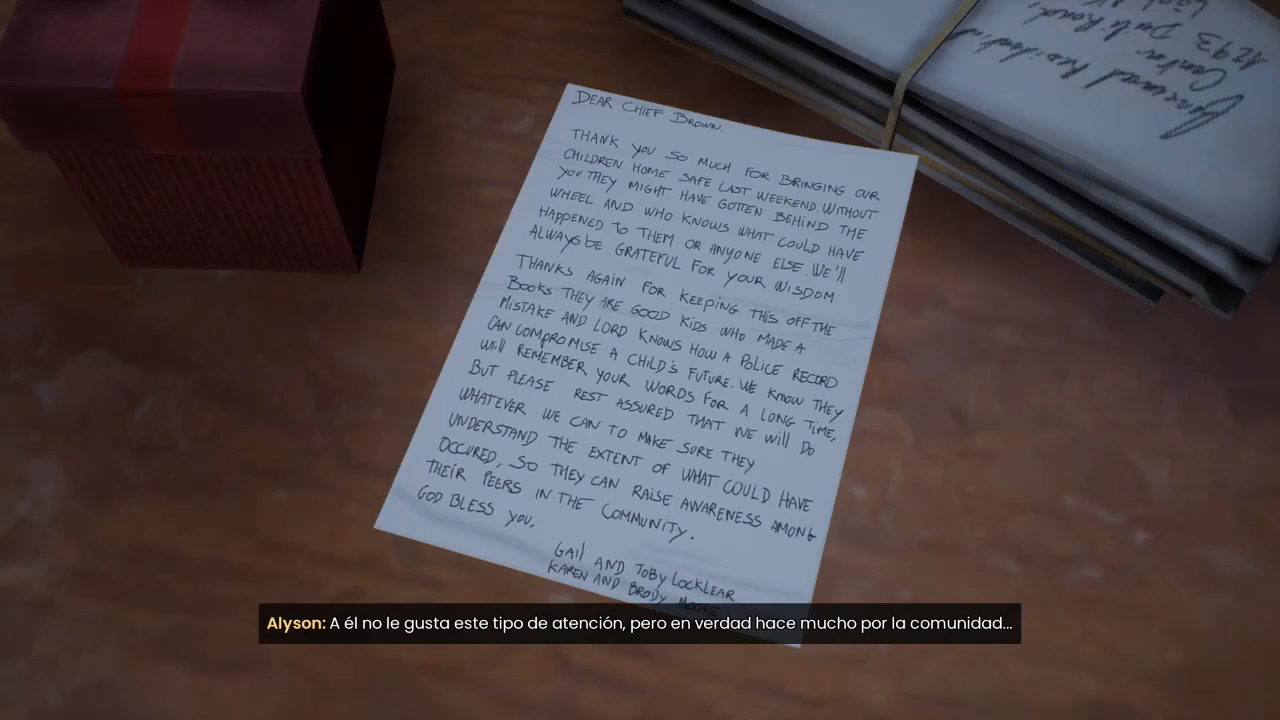 DEAR CHIEF BROWN.
THANK YOU SO MUCH FOR BRINGING OUR
CHILDREN HOME SAFE LAST WEEKEND. WITHOUT
YOU THEY MIGHT HAVE GOTTEN BEHIND THE
WHEEL AND WHO KNOWS WHAT COULD HAVE
HAPPENED TO THEM OR ANYONE ELSE. WE'll
ALWAYS BE GRATEFUL FOR YOUR WISDOM
THANKS AGAIN FOR KEEPING THIS OFF THE
BOOKS. THEY ARE GOOD KIDS WHO MADE A
MISTAKE AND LORD KNOWS HOW A POLICE RECORD
CAN COMPROMISE A CHILD'S FUTURE. WE KNOW THEY
Will REMEMBER YOUR WORDS FOR A LONG TIME,
BUT PLEASE REST ASSURED THAT WE Will DO
WHATEVER WE CAN TO MAKE SURE THEY
UNDERSTAND THE EXTENT OF WHAT COULD HAVE
OCCURED, SO THEY CAN RAISE AWARENESS AMONG
THEIR PEERS IN THE COMMUNITY.
GOD BLESS YOU,
GAIl AND TOBY LOCKLEAR
KAREN AND BRODY MOORE
1293
Alyson: A él no le gusta este tipo de atención, pero en verdad hace mucho por la comunidad...